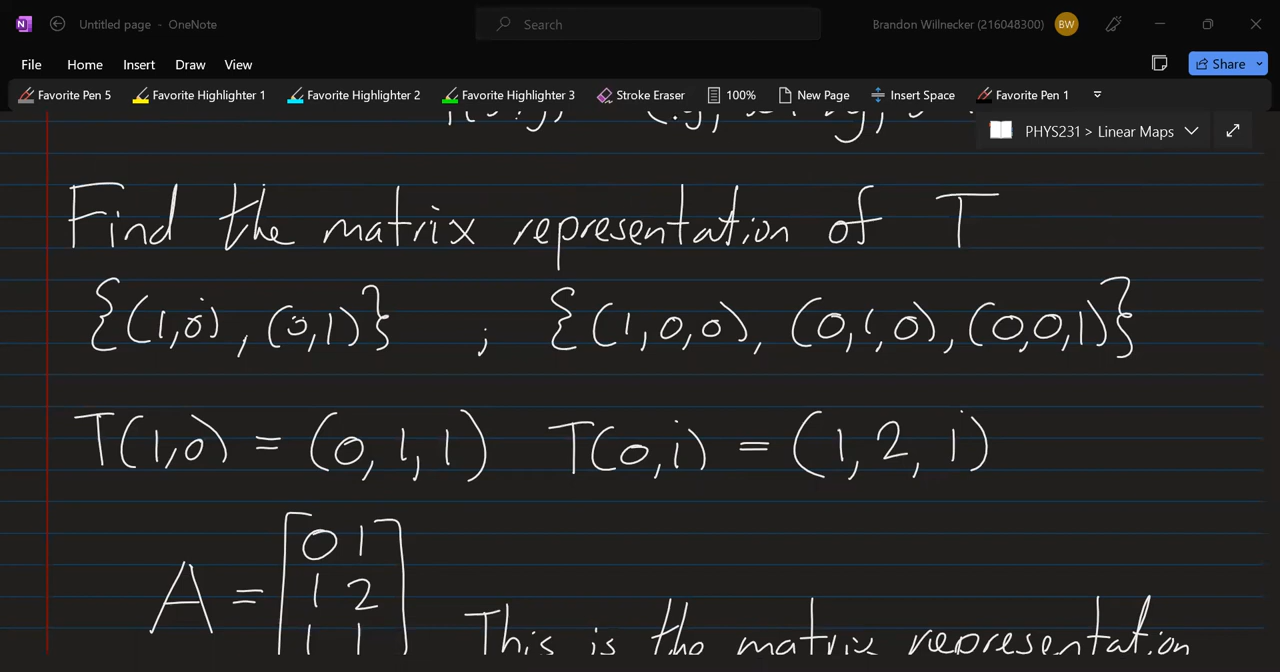 Untitled page - OneNote
Search
Brandon Willnecker (216048300)
BW
File Home Insert Draw View
Share
Favorite Pen 5 Favorite Highlighter 1 Favorite Highlighter 2 Favorite Highlighter 3 Stroke Eraser 100% New Page Insert Space Favorite Pen 1
PHYS231 > Linear Maps
Find the matrix representation of T
{(1,0), (0,1)} ; {(1,0,0), (0,1,0), (0,0,1)}
T(1,0) = (0,1,1) T(0,1) = (1,2,1)
A = [0 1
1 2
1 1
This is the matrix representation